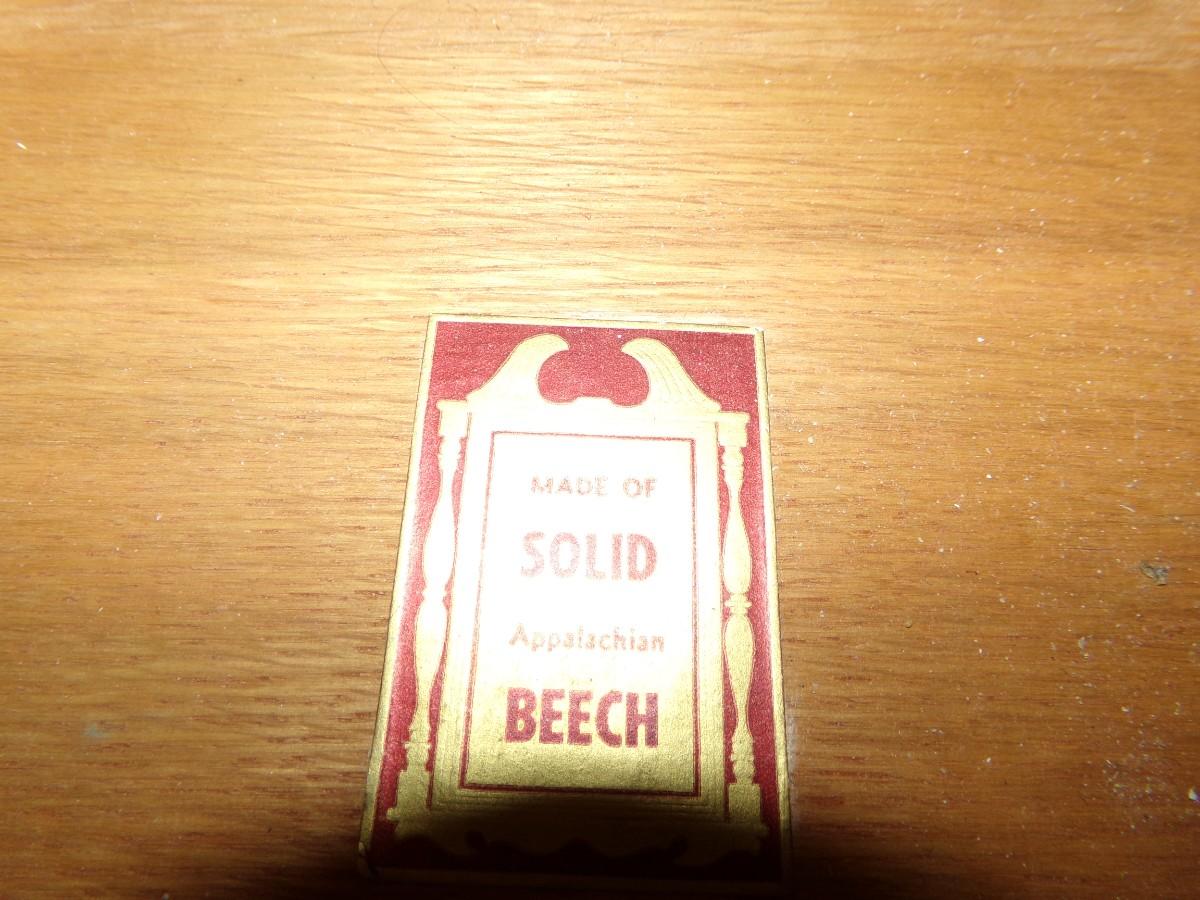 MADE OF
SOLID
Appalachian
BEECH